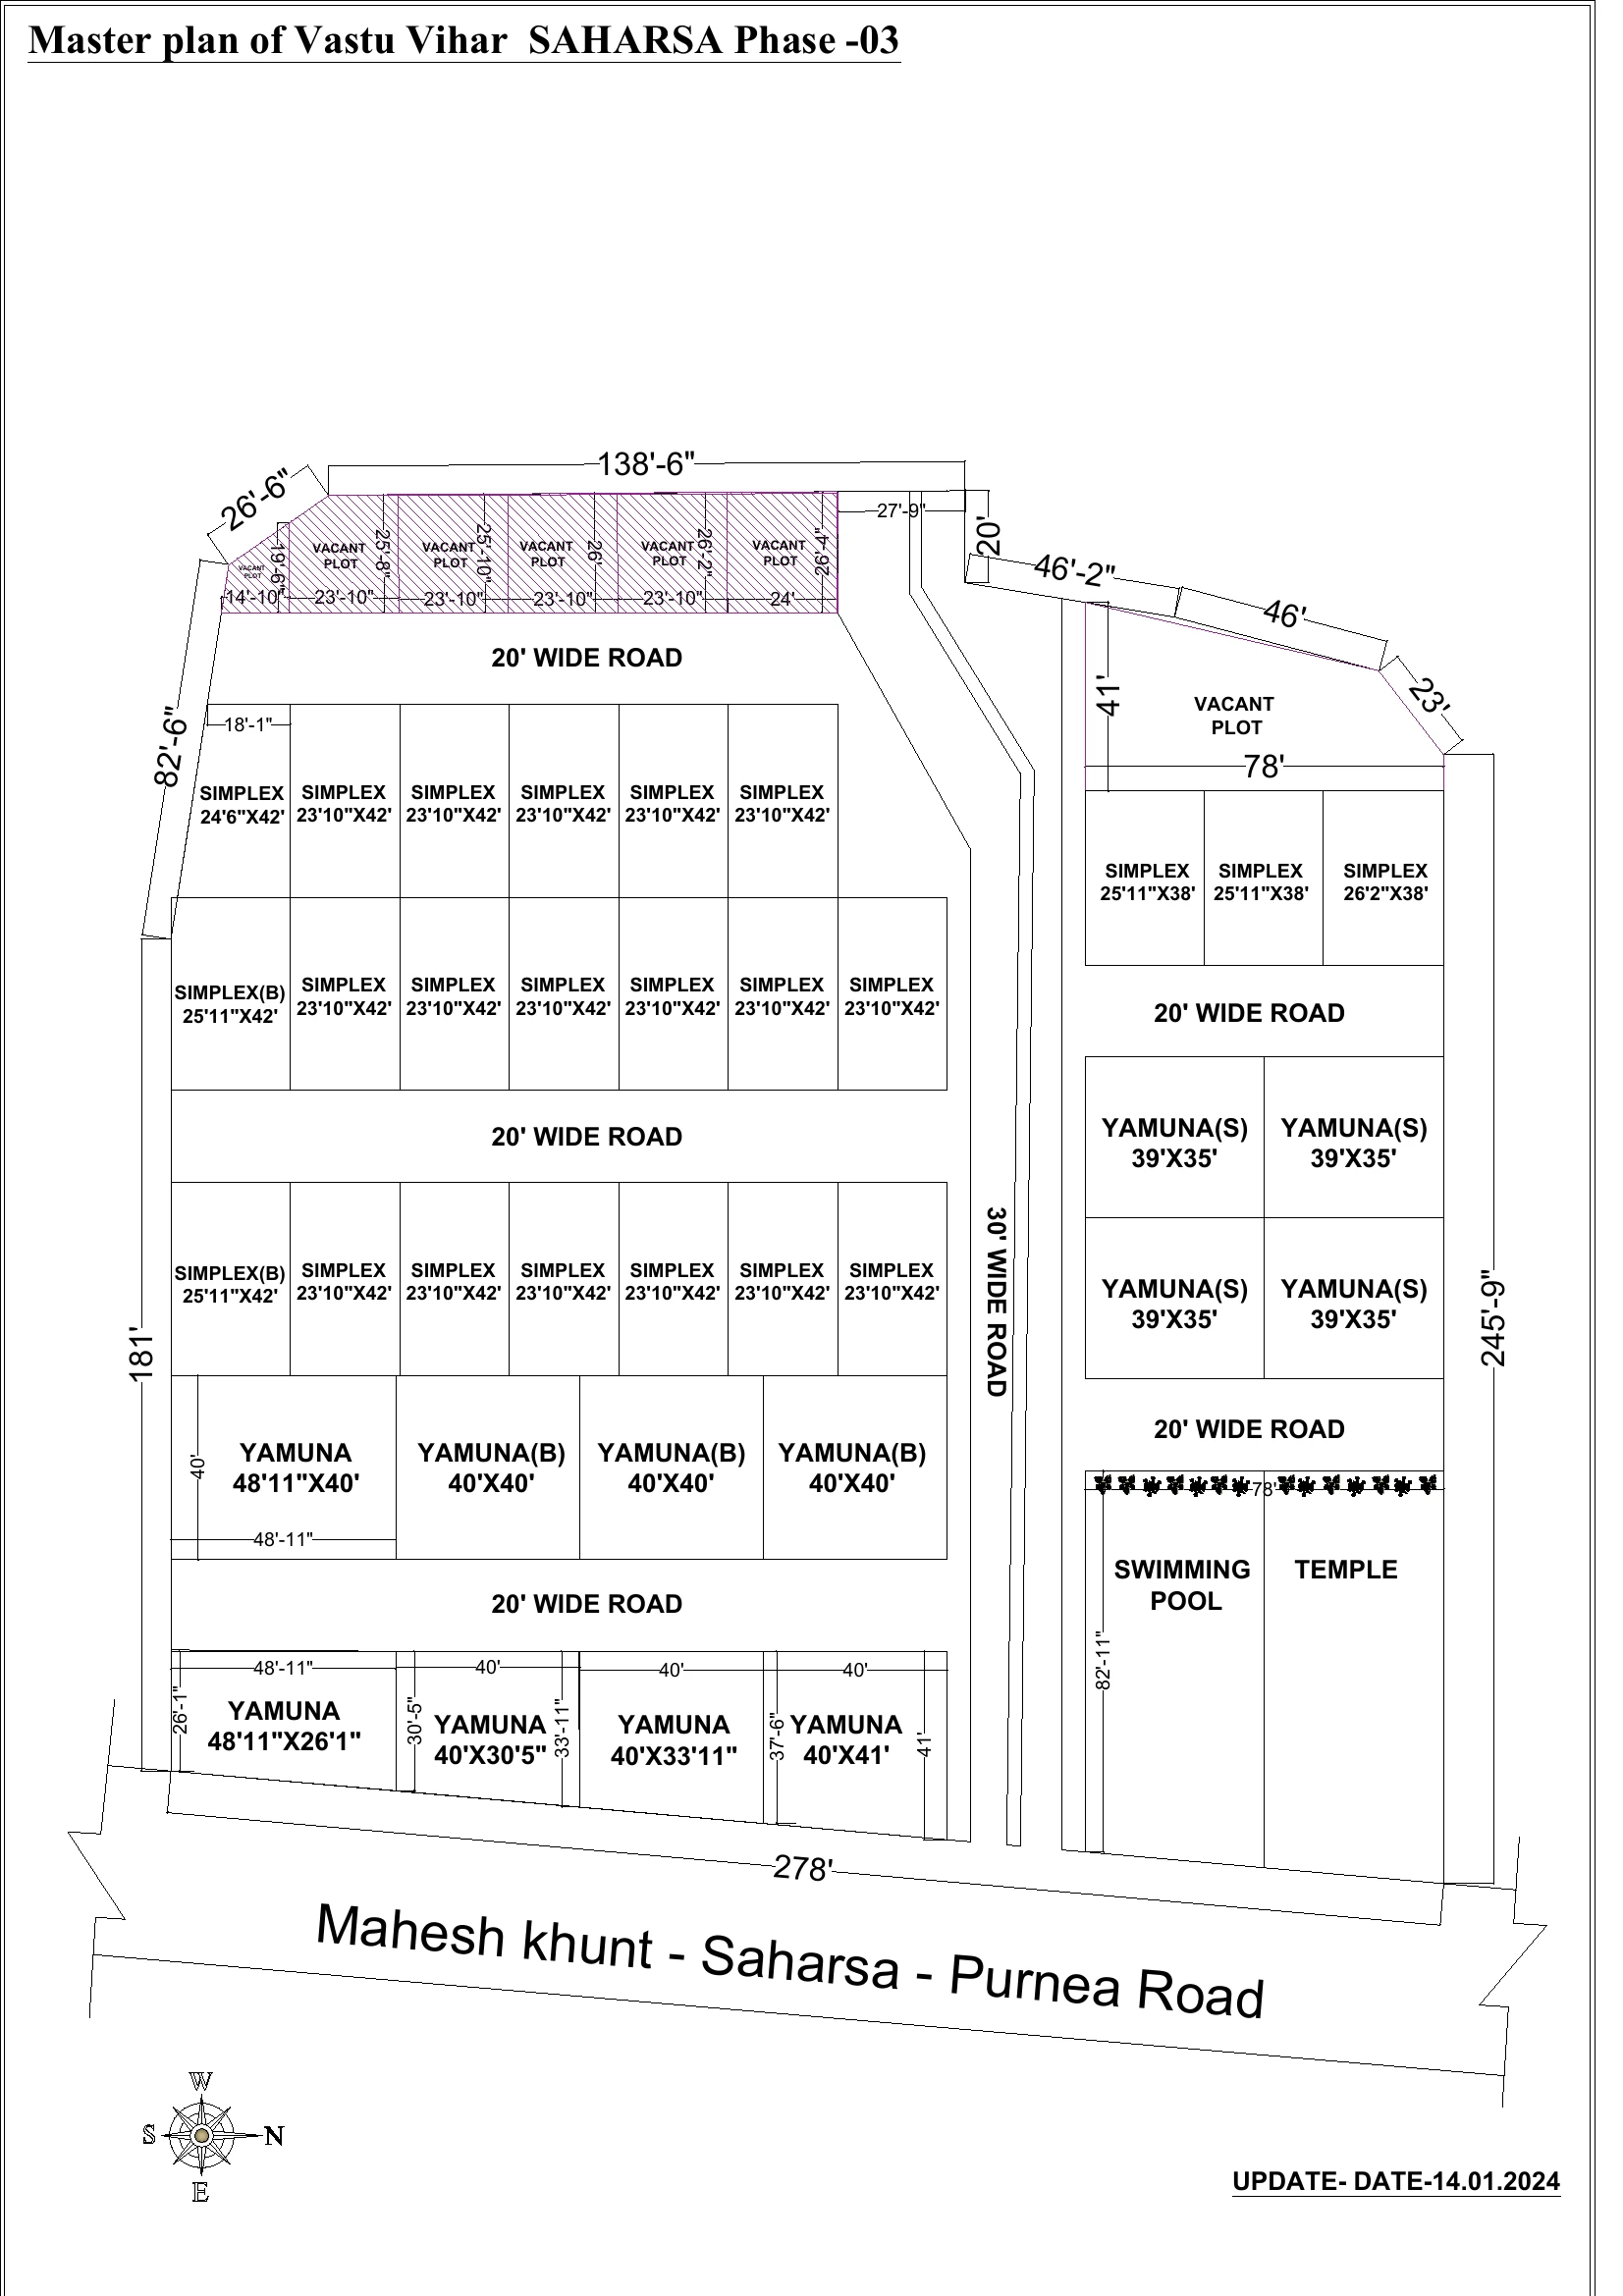 Master plan of Vastu Vihar SAHARSA Phase -03
138'-6"
26'-6"
27'-9"
20'
46'-2"
46'
23'
82'-6"
VACANT
PLOT
19'-6"
14'-10"
VACANT
PLOT
25'-8"
23'-10"
VACANT
PLOT
25'-10"
23'-10"
VACANT
PLOT
26'
23'-10"
VACANT
PLOT
26'-2"
23'-10"
VACANT
PLOT
26'-4"
24'
20' WIDE ROAD
41'
VACANT
PLOT
78'
18'-1"
SIMPLEX
24'6"X42'
SIMPLEX
23'10"X42'
SIMPLEX
23'10"X42'
SIMPLEX
23'10"X42'
SIMPLEX
23'10"X42'
SIMPLEX
23'10"X42'
SIMPLEX
25'11"X38'
SIMPLEX
25'11"X38'
SIMPLEX
26'2"X38'
SIMPLEX(B)
25'11"X42'
SIMPLEX
23'10"X42'
SIMPLEX
23'10"X42'
SIMPLEX
23'10"X42'
SIMPLEX
23'10"X42'
SIMPLEX
23'10"X42'
SIMPLEX
23'10"X42'
20' WIDE ROAD
20' WIDE ROAD
YAMUNA(S)
39'X35'
YAMUNA(S)
39'X35'
SIMPLEX(B)
25'11"X42'
SIMPLEX
23'10"X42'
SIMPLEX
23'10"X42'
SIMPLEX
23'10"X42'
SIMPLEX
23'10"X42'
SIMPLEX
23'10"X42'
SIMPLEX
23'10"X42'
30' WIDE ROAD
YAMUNA(S)
39'X35'
YAMUNA(S)
39'X35'
181'
245'-9"
40'
YAMUNA
48'11"X40'
48'-11"
YAMUNA(B)
40'X40'
YAMUNA(B)
40'X40'
YAMUNA(B)
40'X40'
20' WIDE ROAD
78'
SWIMMING
POOL
TEMPLE
82'-11"
20' WIDE ROAD
48'-11"
26'-1"
YAMUNA
48'11"X26'1"
40'
30'-5"
YAMUNA
40'X30'5"
33'-11"
40'
YAMUNA
40'X33'11"
37'-6"
40'
YAMUNA
40'X41'
41'
278'
Mahesh khunt - Saharsa - Purnea Road
W
S
N
E
UPDATE- DATE-14.01.2024